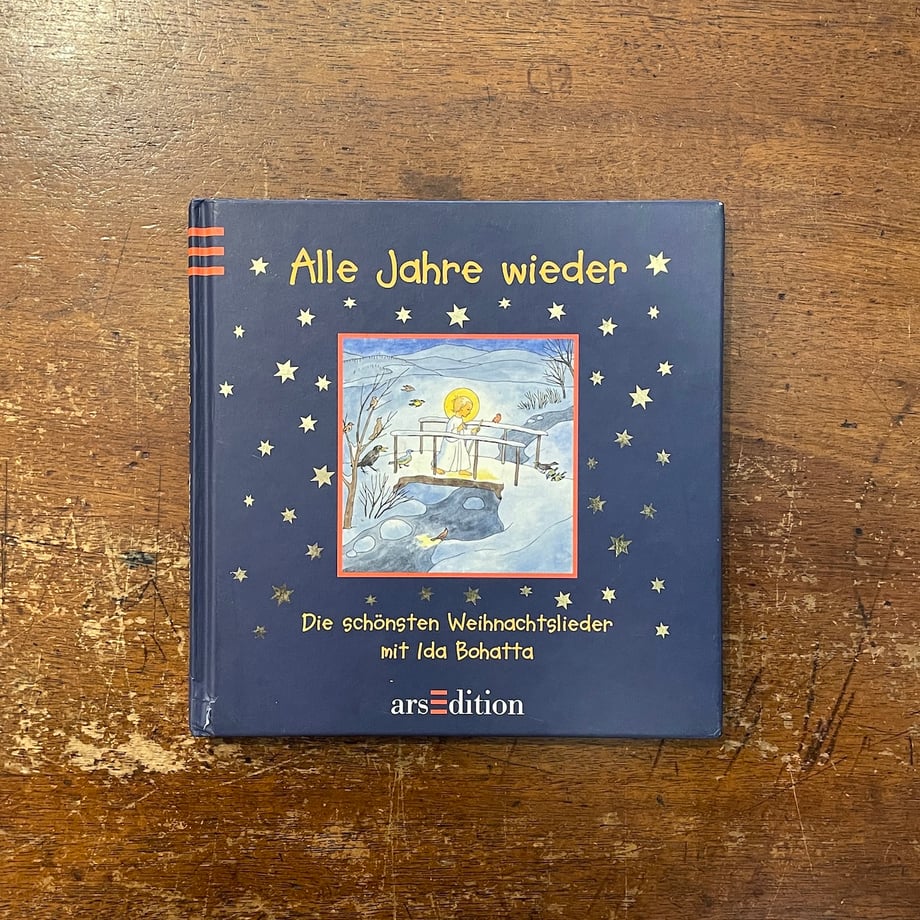 Alle Jahre wieder
Die schönsten Weihnachtslieder
mit Ida Bohatta
arsEdition